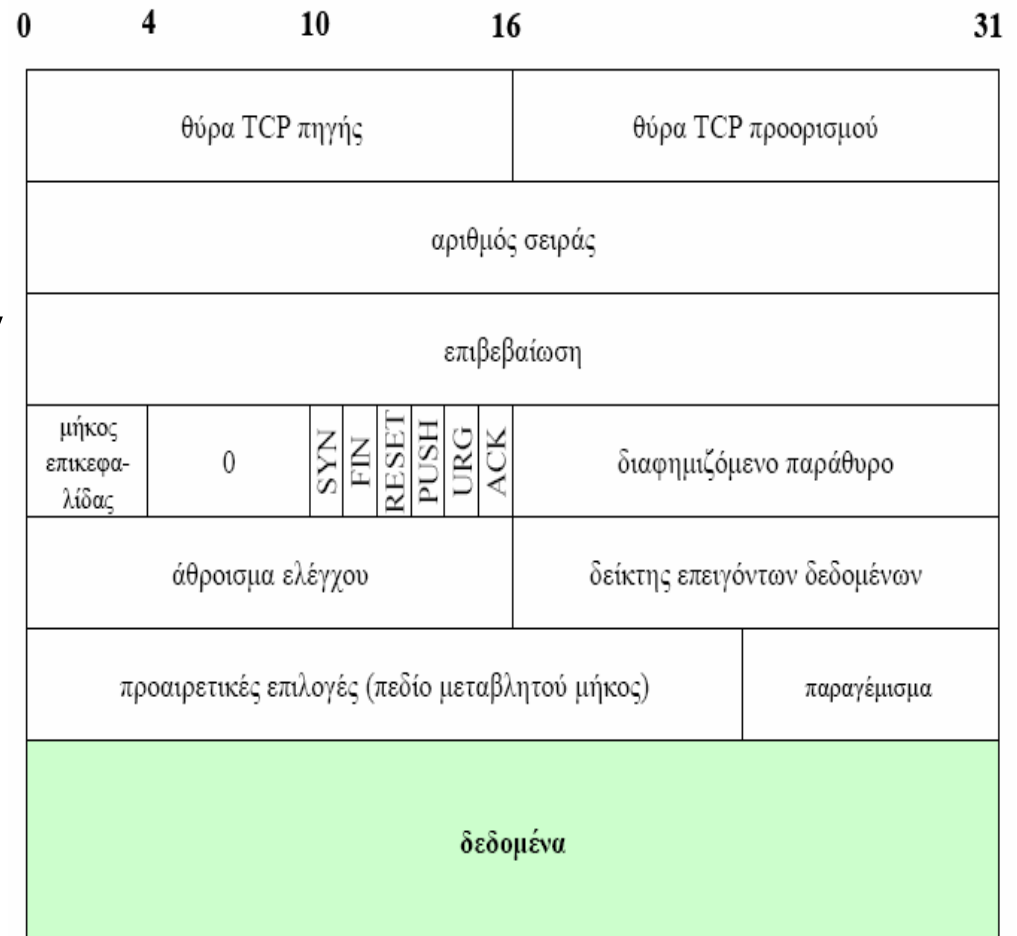 0 4 10 16 31
θύρα TCP πηγής θύρα TCP προορισμού
αριθμός σειράς
επιβεβαίωση
μήκος
επικεφα-
λίδας
0
SYN
FIN
RESET
PUSH
URG
ACK
διαφημιζόμενο παράθυρο
άθροισμα ελέγχου δείκτης επειγόντων δεδομένων
προαιρετικές επιλογές (πεδίο μεταβλητού μήκος) παραγέμισμα
δεδομένα